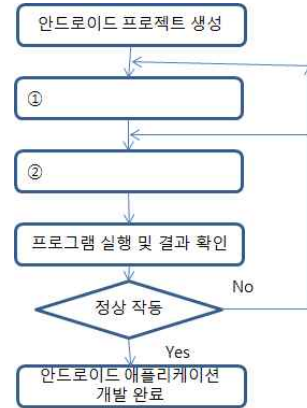 안드로이드 프로젝트 생성
①
②
프로그램 실행 및 결과 확인
정상 작동
No
Yes
안드로이드 애플리케이션
개발 완료